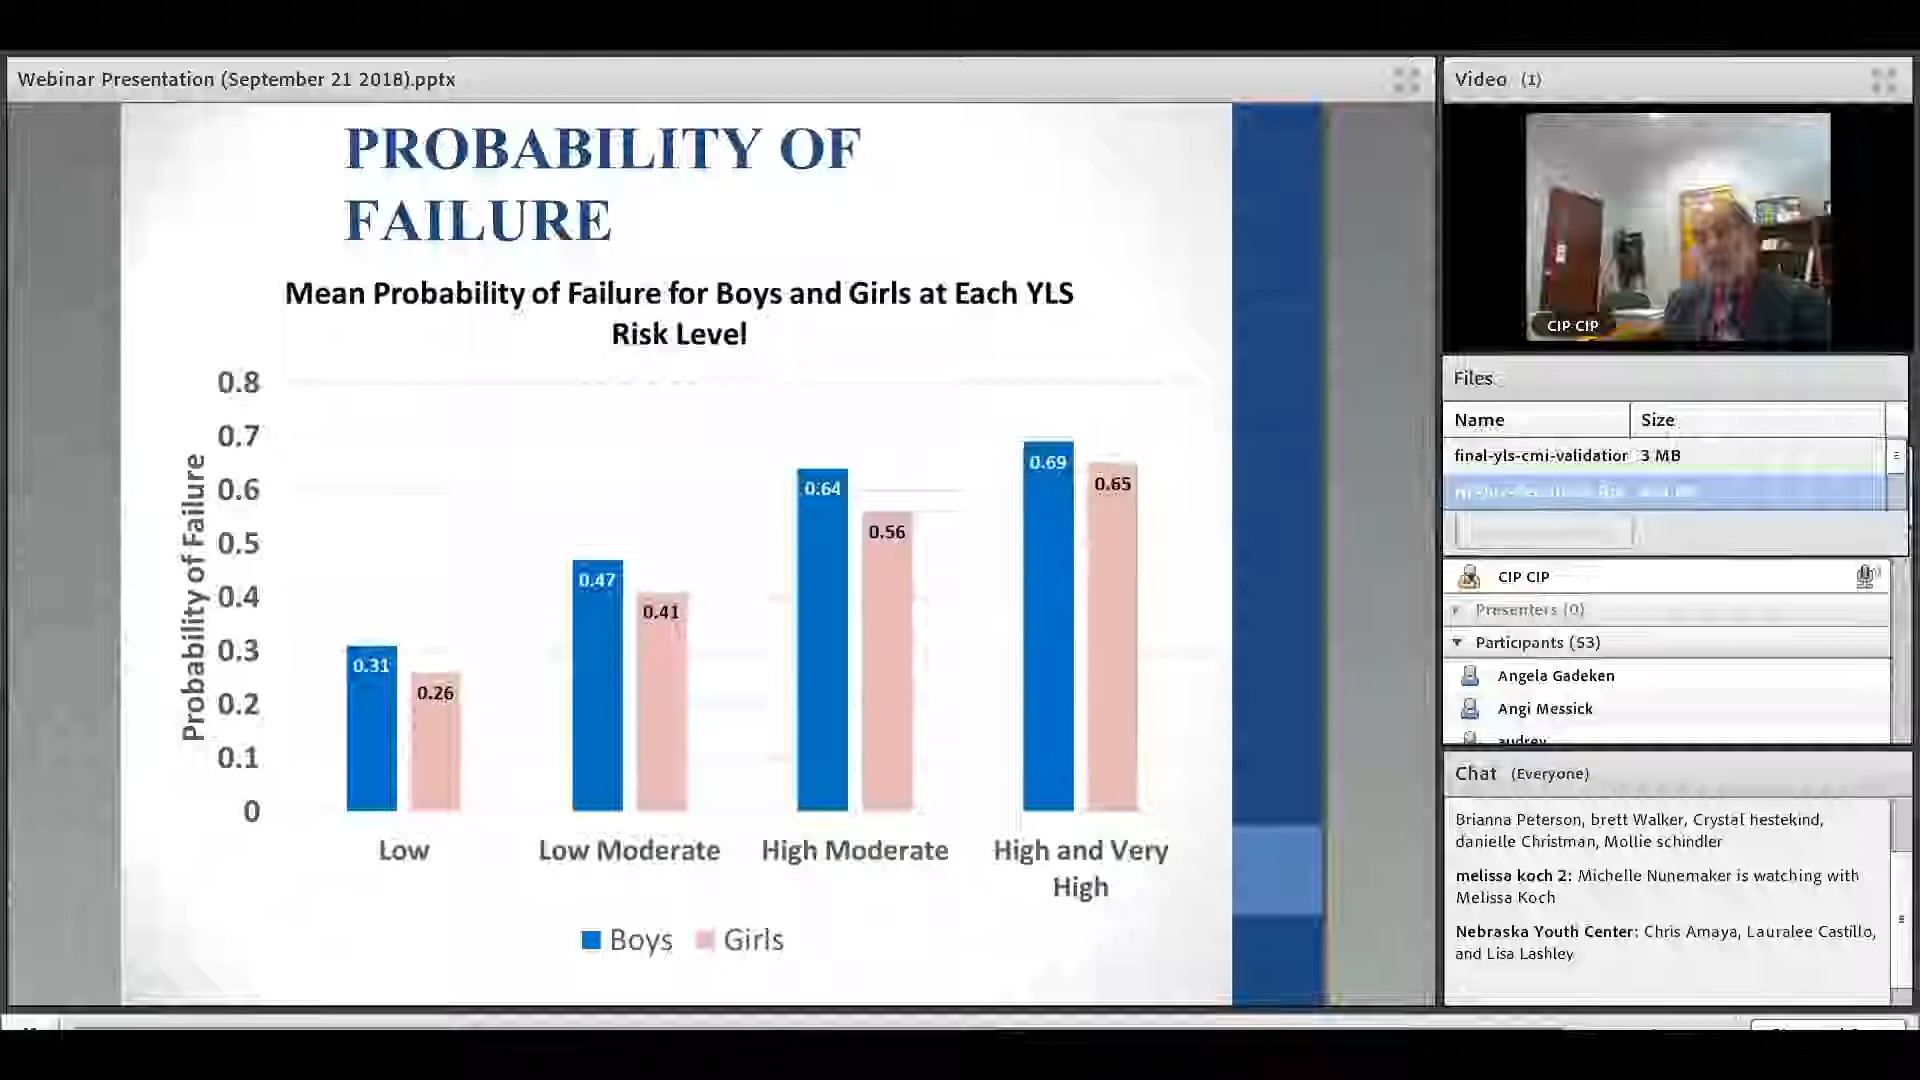 Webinar Presentation (September 21 2018).pptx
PROBABILITY OF
FAILURE
Mean Probability of Failure for Boys and Girls at Each YLS
Risk Level
Probability of Failure
0.8
0.7
0.6
0.5
0.4
0.3
0.2
0.1
0
0.31
0.26
0.47
0.41
0.64
0.56
0.69
0.65
Low
Low Moderate
High Moderate
High and Very
High
Boys
Girls
Video (1)
CIP CIP
Files
Name Size
final-yls-cmi-validation 3 MB
CIP CIP
Presenters (0)
Participants (53)
Angela Gadeken
Angi Messick
audrey
Chat (Everyone)
Brianna Peterson, brett Walker, Crystal hestekind,
danielle Christman, Mollie schindler
melissa koch 2: Michelle Nunemaker is watching with
Melissa Koch
Nebraska Youth Center: Chris Amaya, Lauralee Castillo,
and Lisa Lashley